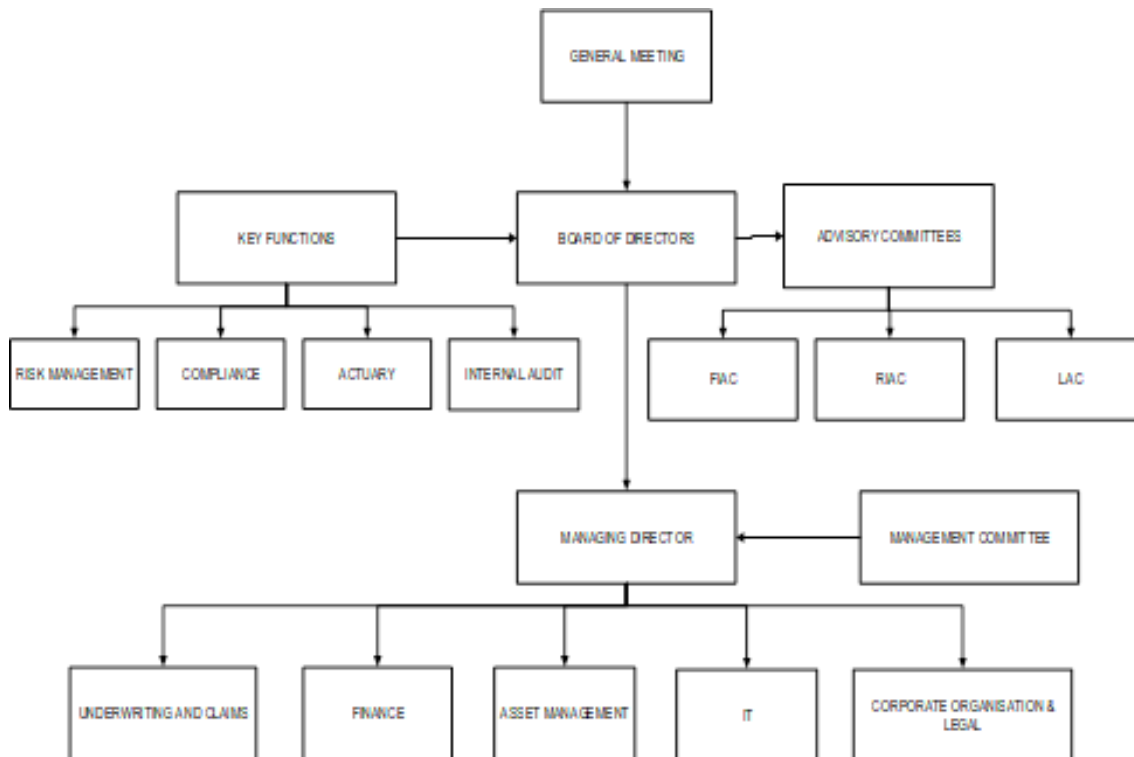 GENERAL MEETING
KEY FUNCTIONS
BOARD OF DIRECTORS
ADVISORY COMMITTEES
RISK MANAGEMENT
COMPLIANCE
ACTUARY
INTERNAL AUDIT
FIAC
RIAC
LAC
MANAGING DIRECTOR
MANAGEMENT COMMITTEE
UNDERWRITING AND CLAIMS
FINANCE
ASSET MANAGEMENT
IT
CORPORATE ORGANISATION &
LEGAL